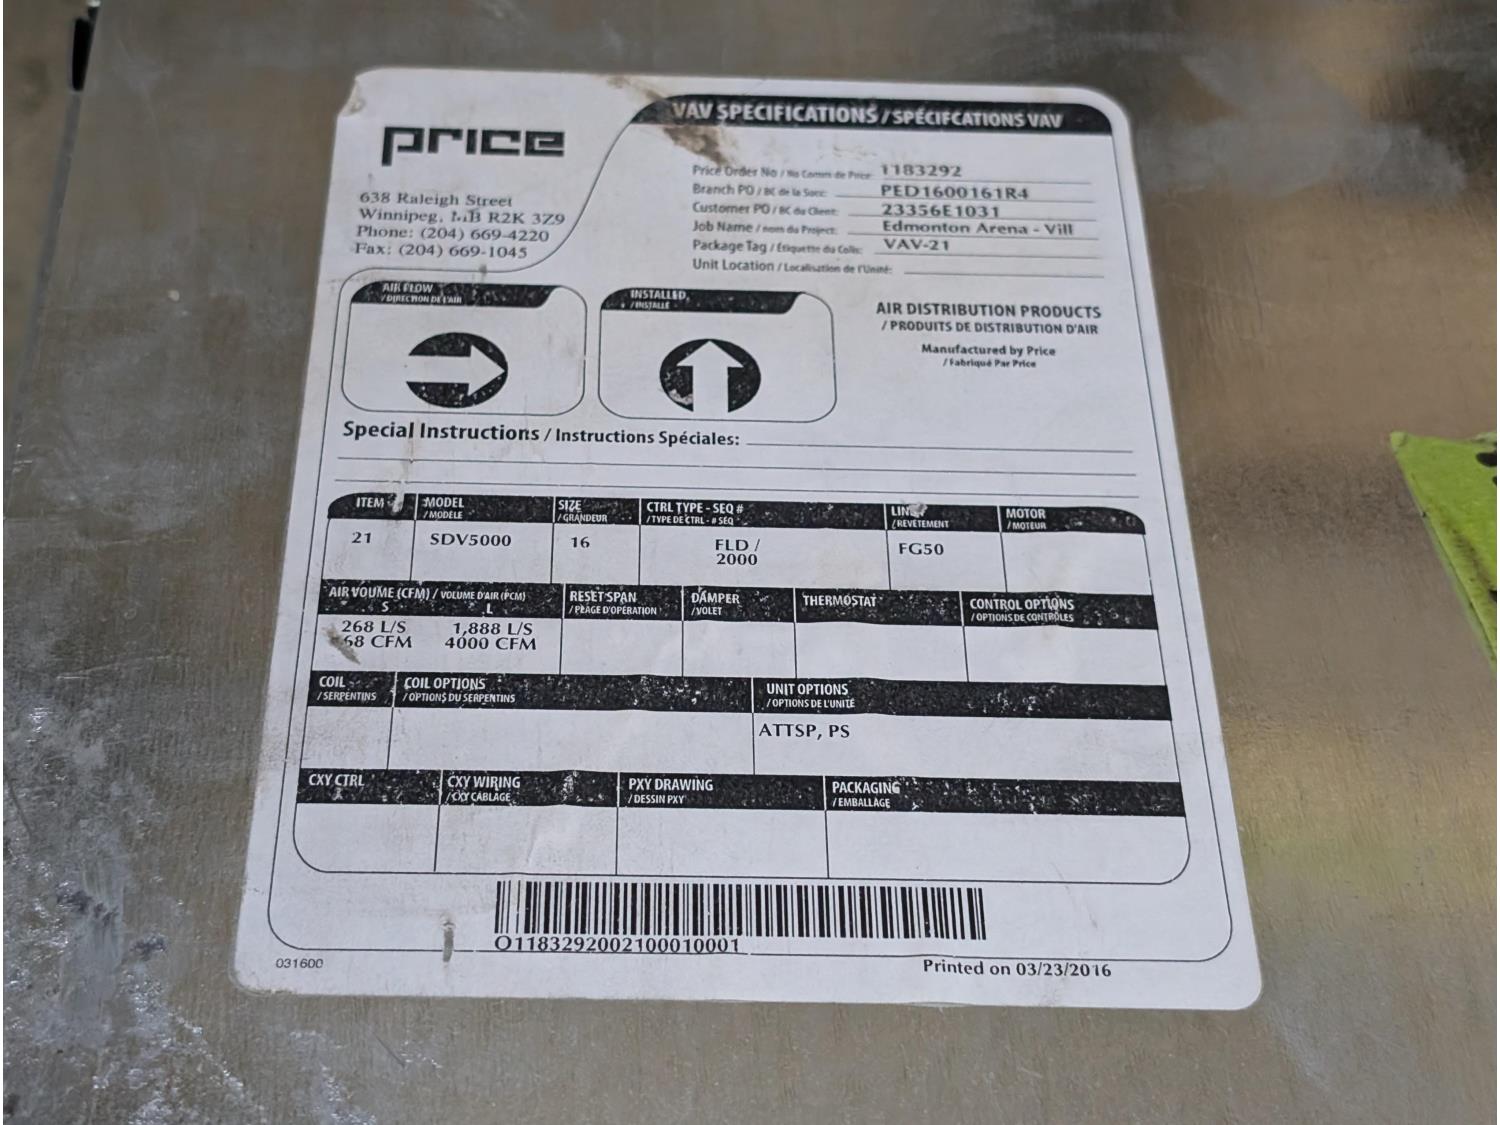 price
VAV SPECIFICATIONS / SPÉCIFCATIONS VAV
638 Raleigh Street
Winnipeg, MB R2K 3Z9
Phone: (204) 669-4220
Fax: (204) 669-1045
Price Order No / No Comm de Price: 1183292
Branch PO / BC de la Succ: PED1600161R4
Customer PO / BC du Client: 23356E1031
Job Name / nom du Project: Edmonton Arena - Vill
Package Tag / Étiquette du Colis: VAV-21
Unit Location / Localisation de l'Unité:
AIR FLOW
/ DIRECTION DE L'AIR
INSTALLED
/ INSTALLÉ
AIR DISTRIBUTION PRODUCTS
/ PRODUITS DE DISTRIBUTION D'AIR
Manufactured by Price
/ Fabriqué Par Price
Special Instructions / Instructions Spéciales:
ITEM MODEL SIZE CTRL TYPE - SEQ # MOTOR
/ MODÈLE / GRANDEUR / TYPE DE CTRL - # SEQ / REVÊTEMENT / MOTEUR
21 SDV5000 16 FLD / FG50
2000
AIR VOUME (CFM) / VOLUME D'AIR (PCM) RESET SPAN DAMPER THERMOSTAT CONTROL OPTIONS
S L / PLAGE D'OPÉRATION / VOLET / OPTIONS DE CONTRÔLES
268 L/S 1,888 L/S
68 CFM 4000 CFM
COIL COIL OPTIONS UNIT OPTIONS
/ SERPENTINS / OPTIONS DU SERPENTINS / OPTIONS DE L'UNITÉ
ATTSP, PS
CXY CTRL CXY WIRING PXY DRAWING PACKAGING
/ CXY CABLAGE / DESSIN PXY / EMBALLAGE
O1183292002100010001
031600
Printed on 03/23/2016